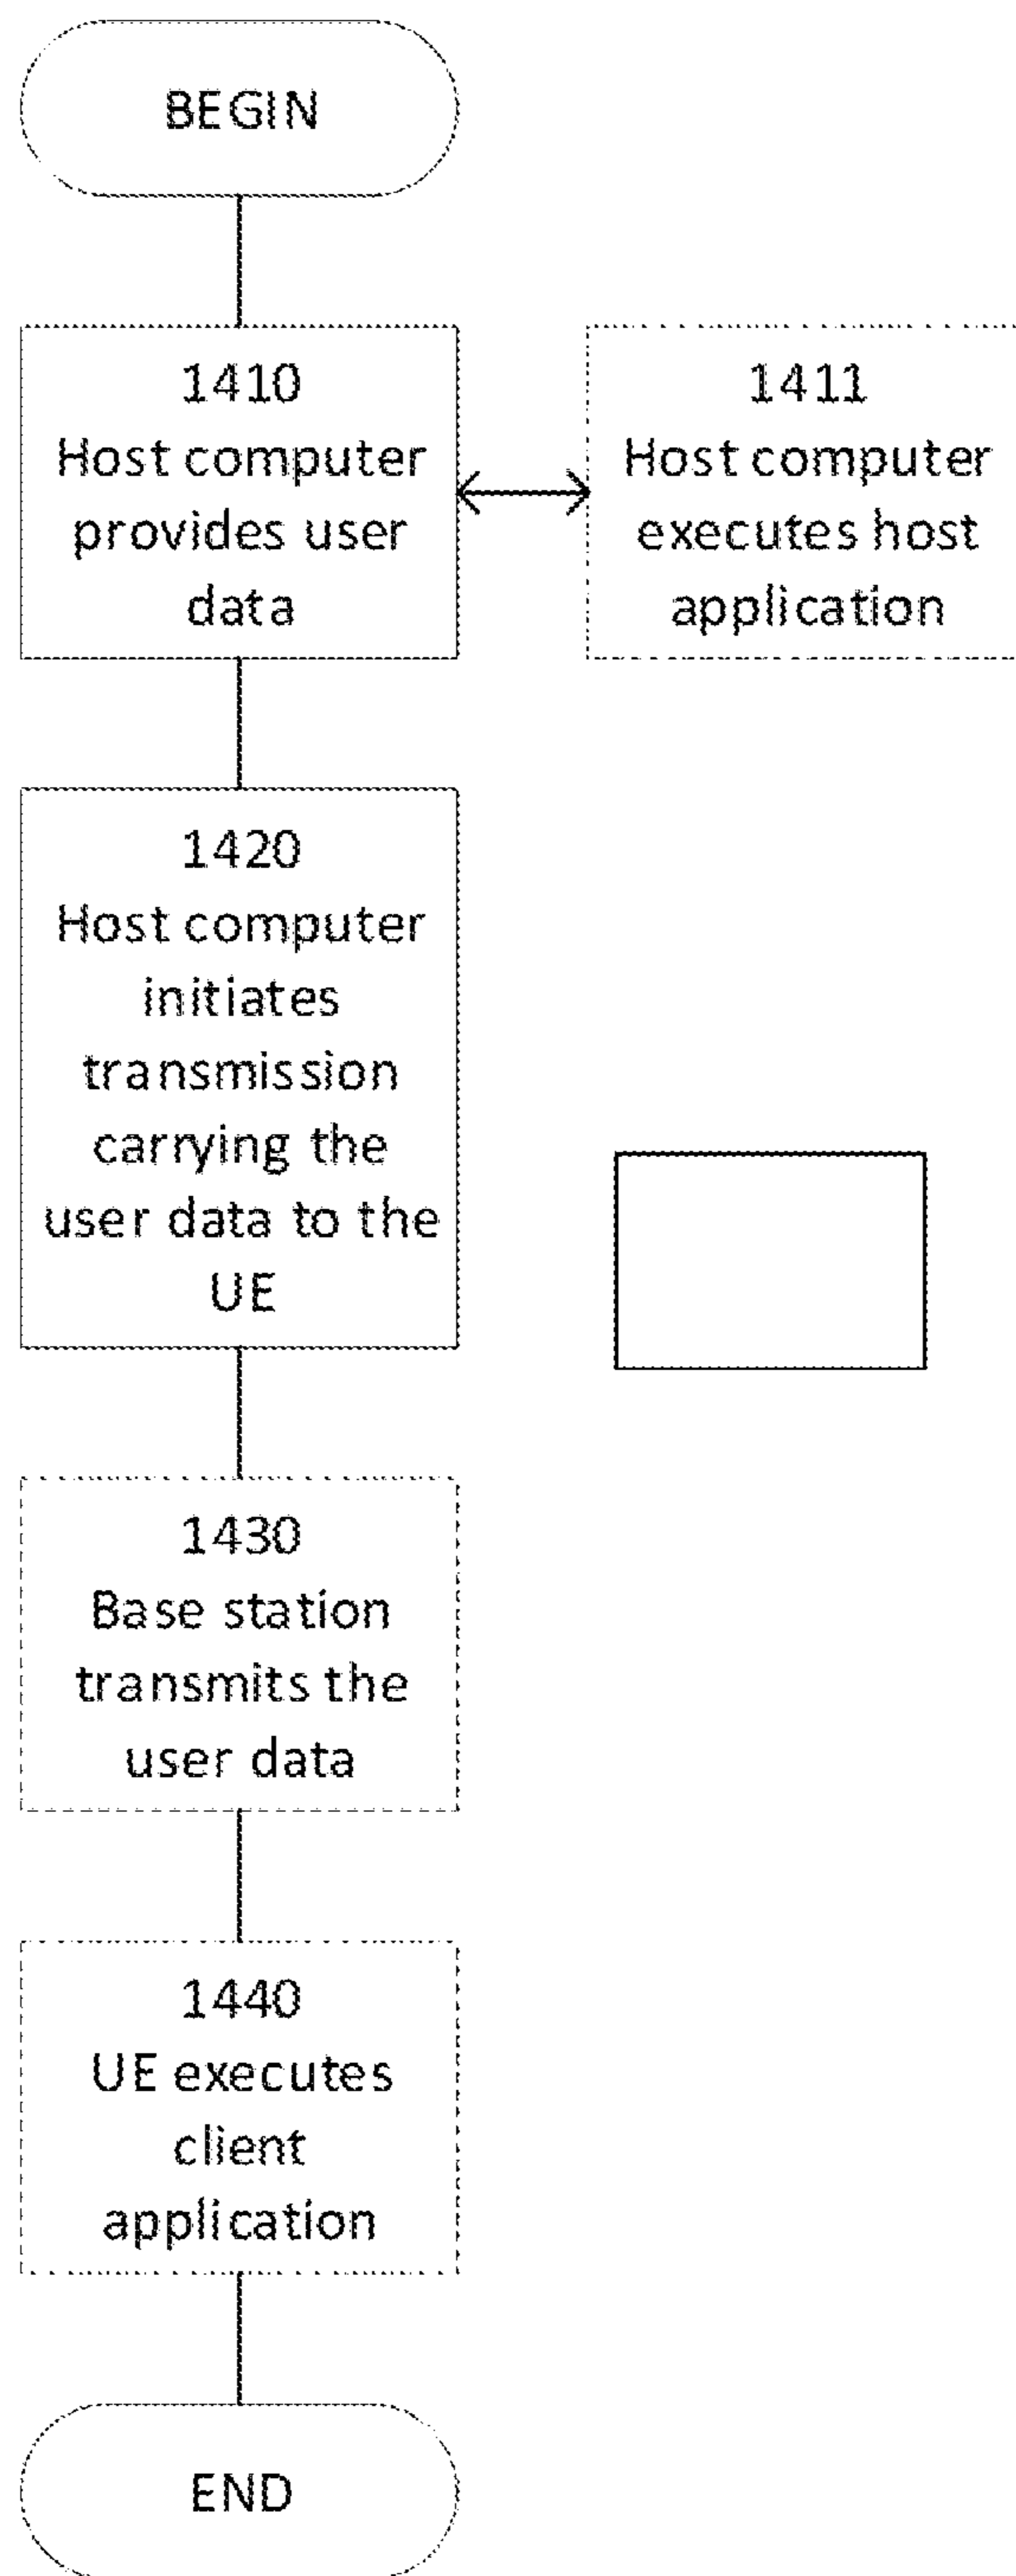 BEGIN
1410
Host computer
provides user
data
1411
Host computer
executes host
application
1420
Host computer
initiates
transmission
carrying the
user data to the
UE
1430
Base station
transmits the
user data
1440
UE executes
client
application
END